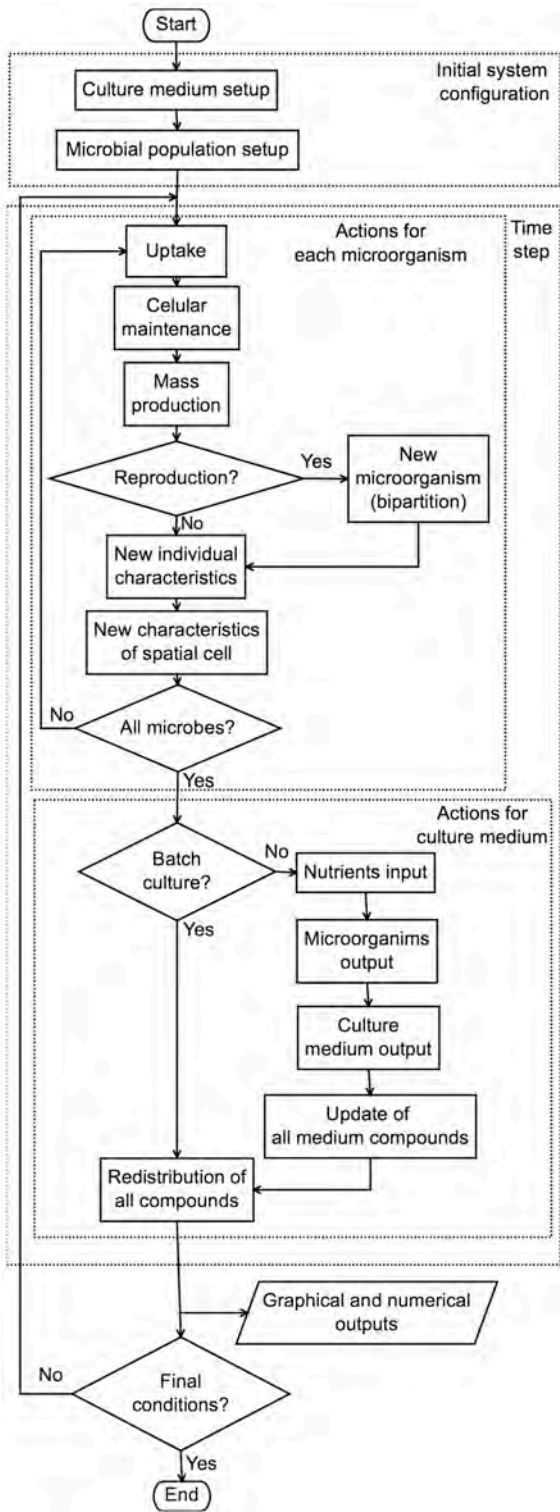 Start
Initial system
configuration
Culture medium setup
Microbial population setup
Actions for
each microorganism
Time
step
Uptake
Celular
maintenance
Mass
production
Reproduction?
Yes
New
microorganism
(bipartition)
No
New individual
characteristics
New characteristics
of spatial cell
No
All microbes?
Yes
Actions for
culture medium
Batch
culture?
No
Nutrients input
Yes
Microorganims
output
Culture
medium output
Update of
all medium compounds
Redistribution of
all compounds
Graphical and numerical
outputs
No
Final
conditions?
Yes
End